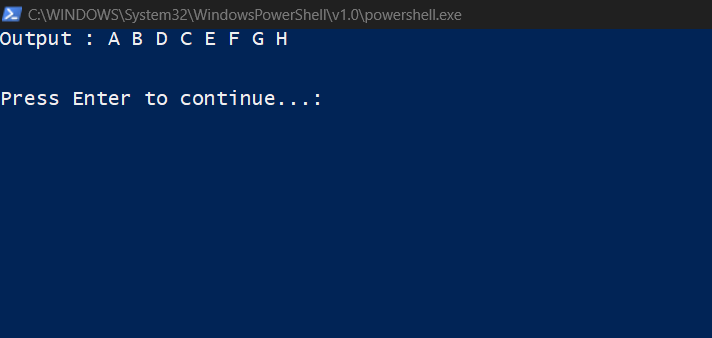 C:\WINDOWS\System32\WindowsPowerShell\v1.0\powershell.exe
Output : A B D C E F G H
Press Enter to continue...: